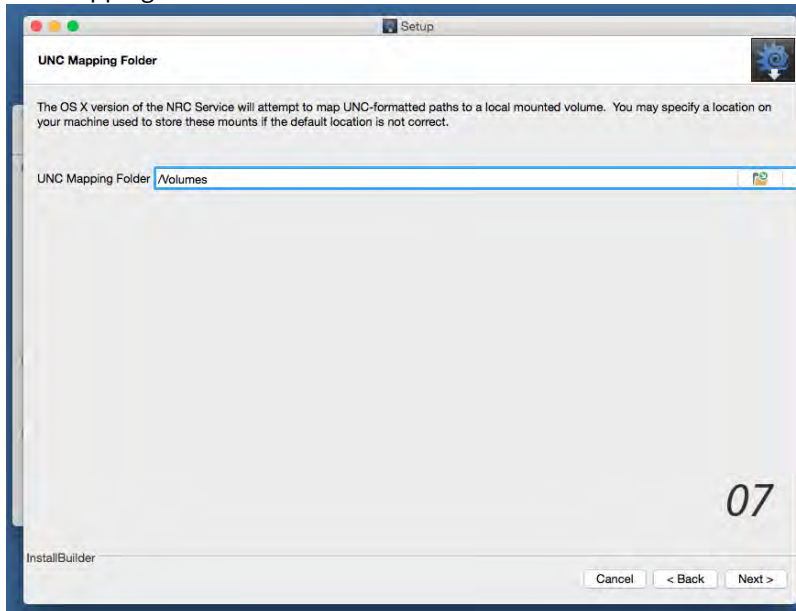 Setup
UNC Mapping Folder
The OS X version of the NRC Service will attempt to map UNC-formatted paths to a local mounted volume. You may specify a location on
your machine used to store these mounts if the default location is not correct.
UNC Mapping Folder /Volumes
07
InstallBuilder
Cancel < Back Next >